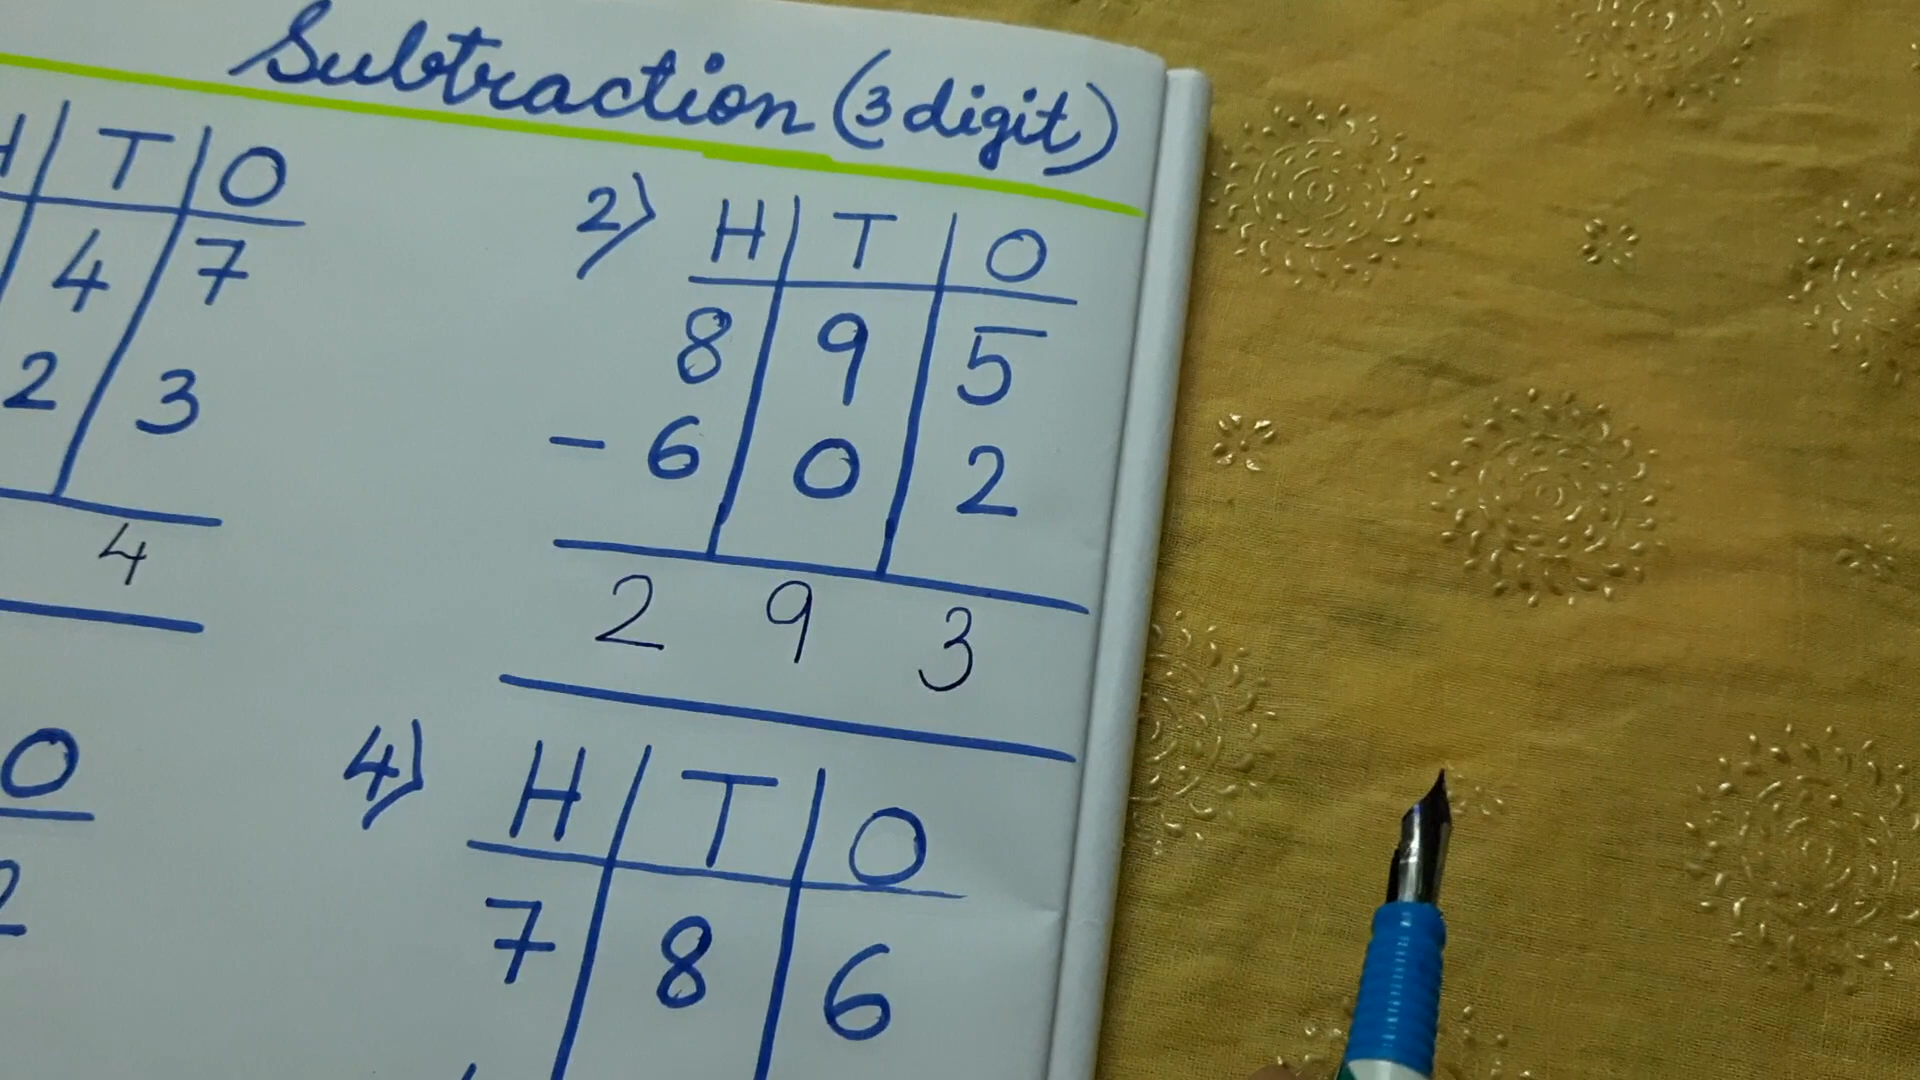 Subtraction (3 digit)
H T O
4 7
2 3
4
2) H T O
8 9 5
- 6 0 2
2 9 3
O
2
4) H T O
7 8 6